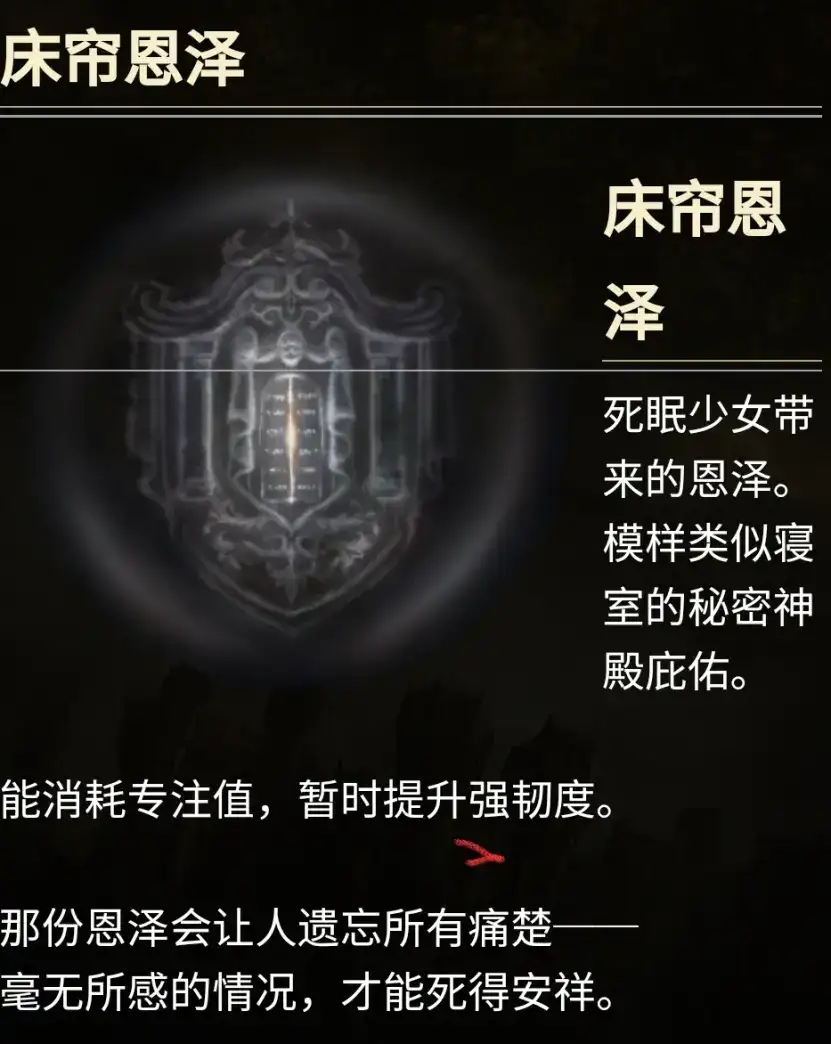 床帘恩泽
床帘恩
泽
死眠少女带
来的恩泽。
模样类似寝
室的秘密神
殿庇佑。
能消耗专注值，暂时提升强韧度。
那份恩泽会让人遗忘所有痛楚——
毫无所感的情况，才能死得安祥。